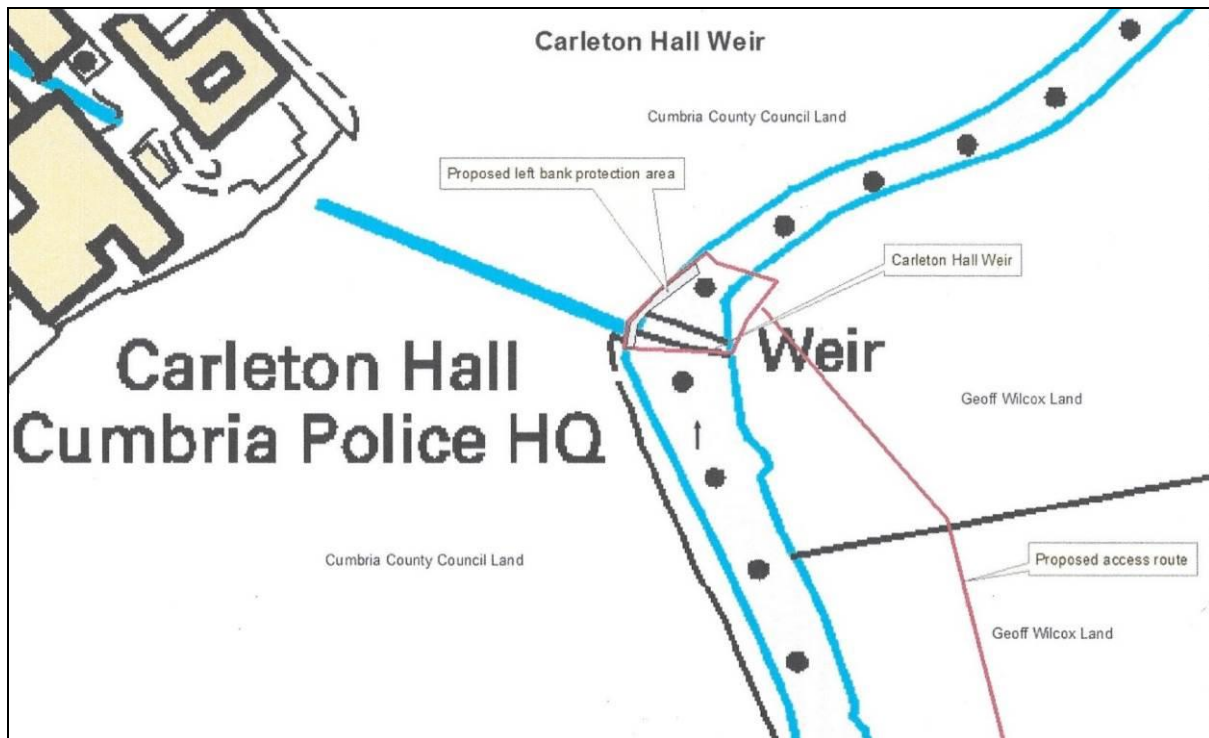 Carleton Hall Weir
Cumbria County Council Land
Proposed left bank protection area
Carleton Hall Weir
Carleton Hall
Cumbria Police HQ
Weir
Geoff Wilcox Land
Cumbria County Council Land
Proposed access route
Geoff Wilcox Land